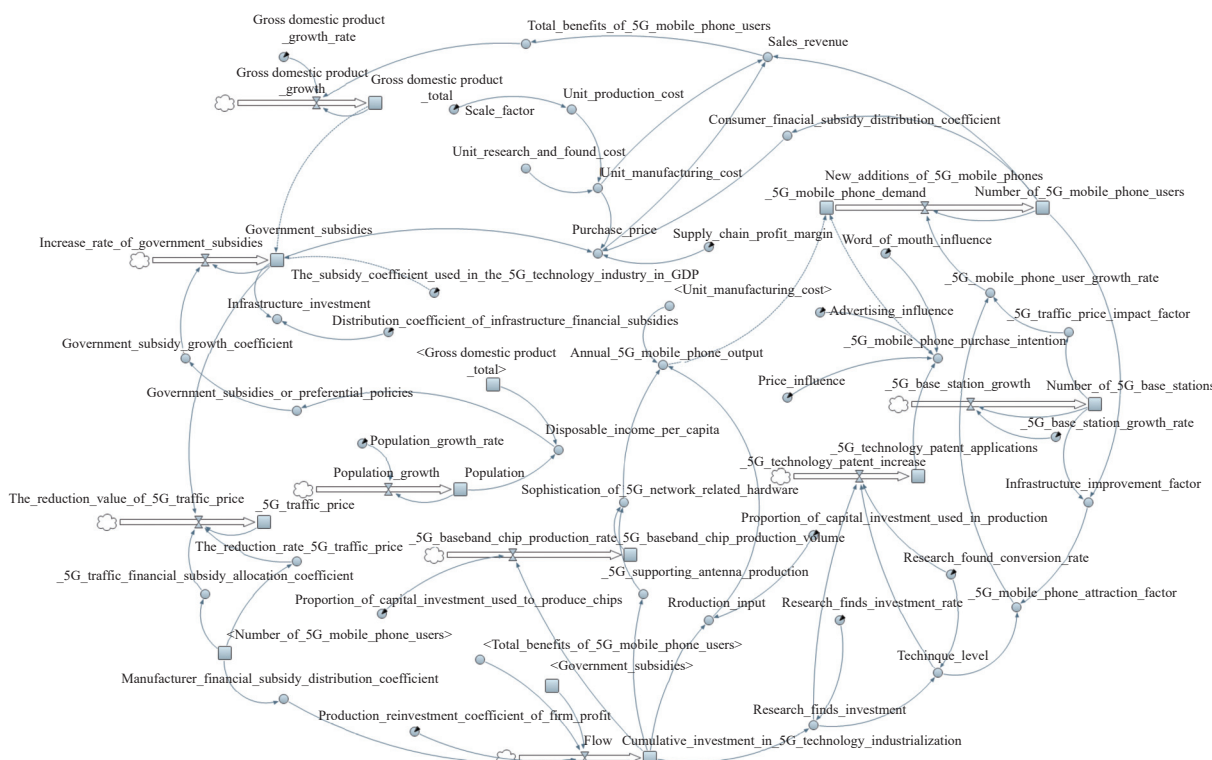 Gross domestic product
_growth_rate
Total_benefits_of_5G_mobile_phone_users
Sales_revenue
Gross domestic product
_growth
Gross domestic product
_total
Scale_factor
Unit_production_cost
Consumer_finacial_subsidy_distribution_coefficient
Unit_research_and_found_cost
Unit_manufacturing_cost
New_additions_of_5G_mobile_phones
_5G_mobile_phone_demand
Number_of_5G_mobile_phone_users
Government_subsidies
Increase_rate_of_government_subsidies
Purchase_price
Supply_chain_profit_margin
Word_of_mouth_influence
The_subsidy_coefficient_used_in_the_5G_technology_industry_in_GDP
_5G_mobile_phone_user_growth_rate
<Unit_manufacturing_cost>
Infrastructure_investment
Distribution_coefficient_of_infrastructure_financial_subsidies
Advertising_influence
_5G_traffic_price_impact_factor
Government_subsidy_growth_coefficient
<Gross domestic product
_total>
Annual_5G_mobile_phone_output
_5G_mobile_phone_purchase_intention
Price_influence
_5G_base_station_growth
Number_of_5G_base_stations
Government_subsidies_or_preferential_policies
_5G_base_station_growth_rate
Disposable_income_per_capita
Population_growth_rate
_5G_technology_patent_applications
_5G_technology_patent_increase
Population_growth
Population
Sophistication_of_5G_network_related_hardware
Infrastructure_improvement_factor
The_reduction_value_of_5G_traffic_price
_5G_traffic_price
Proportion_of_capital_investment_used_in_production
_5G_baseband_chip_production_rate
_5G_baseband_chip_production_volume
The_reduction_rate_5G_traffic_price
Research_found_conversion_rate
_5G_traffic_financial_subsidy_allocation_coefficient
_5G_supporting_antenna_production
_5G_mobile_phone_attraction_factor
Proportion_of_capital_investment_used_to_produce_chips
Rroduction_input
Research_finds_investment_rate
<Number_of_5G_mobile_phone_users>
<Total_benefits_of_5G_mobile_phone_users>
<Government_subsidies>
Techinque_level
Manufacturer_financial_subsidy_distribution_coefficient
Production_reinvestment_coefficient_of_firm_profit
Research_finds_investment
Flow
Cumulative_investment_in_5G_technology_industrialization